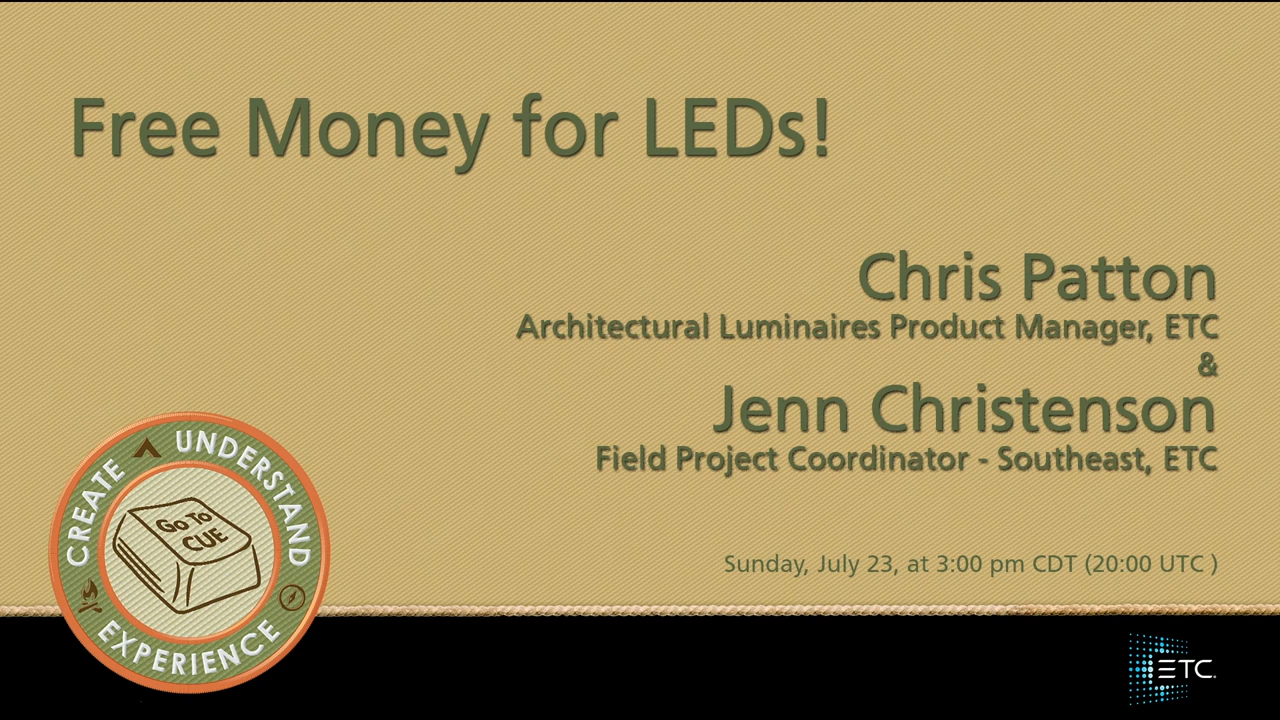 Free Money for LEDs!
Chris Patton
Architectural Luminaires Product Manager, ETC
&
Jenn Christenson
Field Project Coordinator - Southeast, ETC
Sunday, July 23, at 3:00 pm CDT (20:00 UTC )
CREATE
UNDERSTAND
EXPERIENCE
GO TO
CUE
ETC